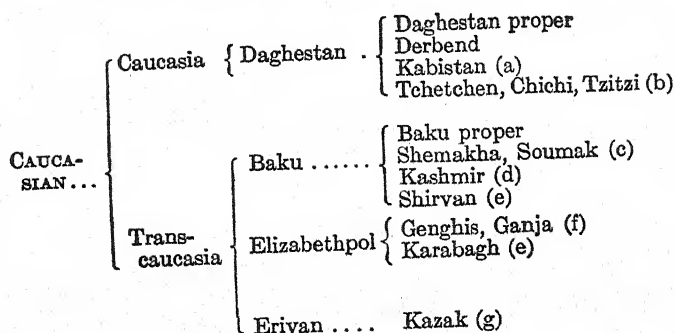 Daghestan proper
Caucasia { Daghestan . Derbend
Kabistan (a)
Tchetchen, Chichi, Tzitzi (b)
CAUCA-
SIAN...
Baku proper
Baku ...... Shemakha, Soumak (c)
Kashmir (d)
Shirvan (e)
Trans-
caucasia
Elizabethpol { Genghis, Ganja (f)
Karabagh (e)
Erivan .... Kazak (g)